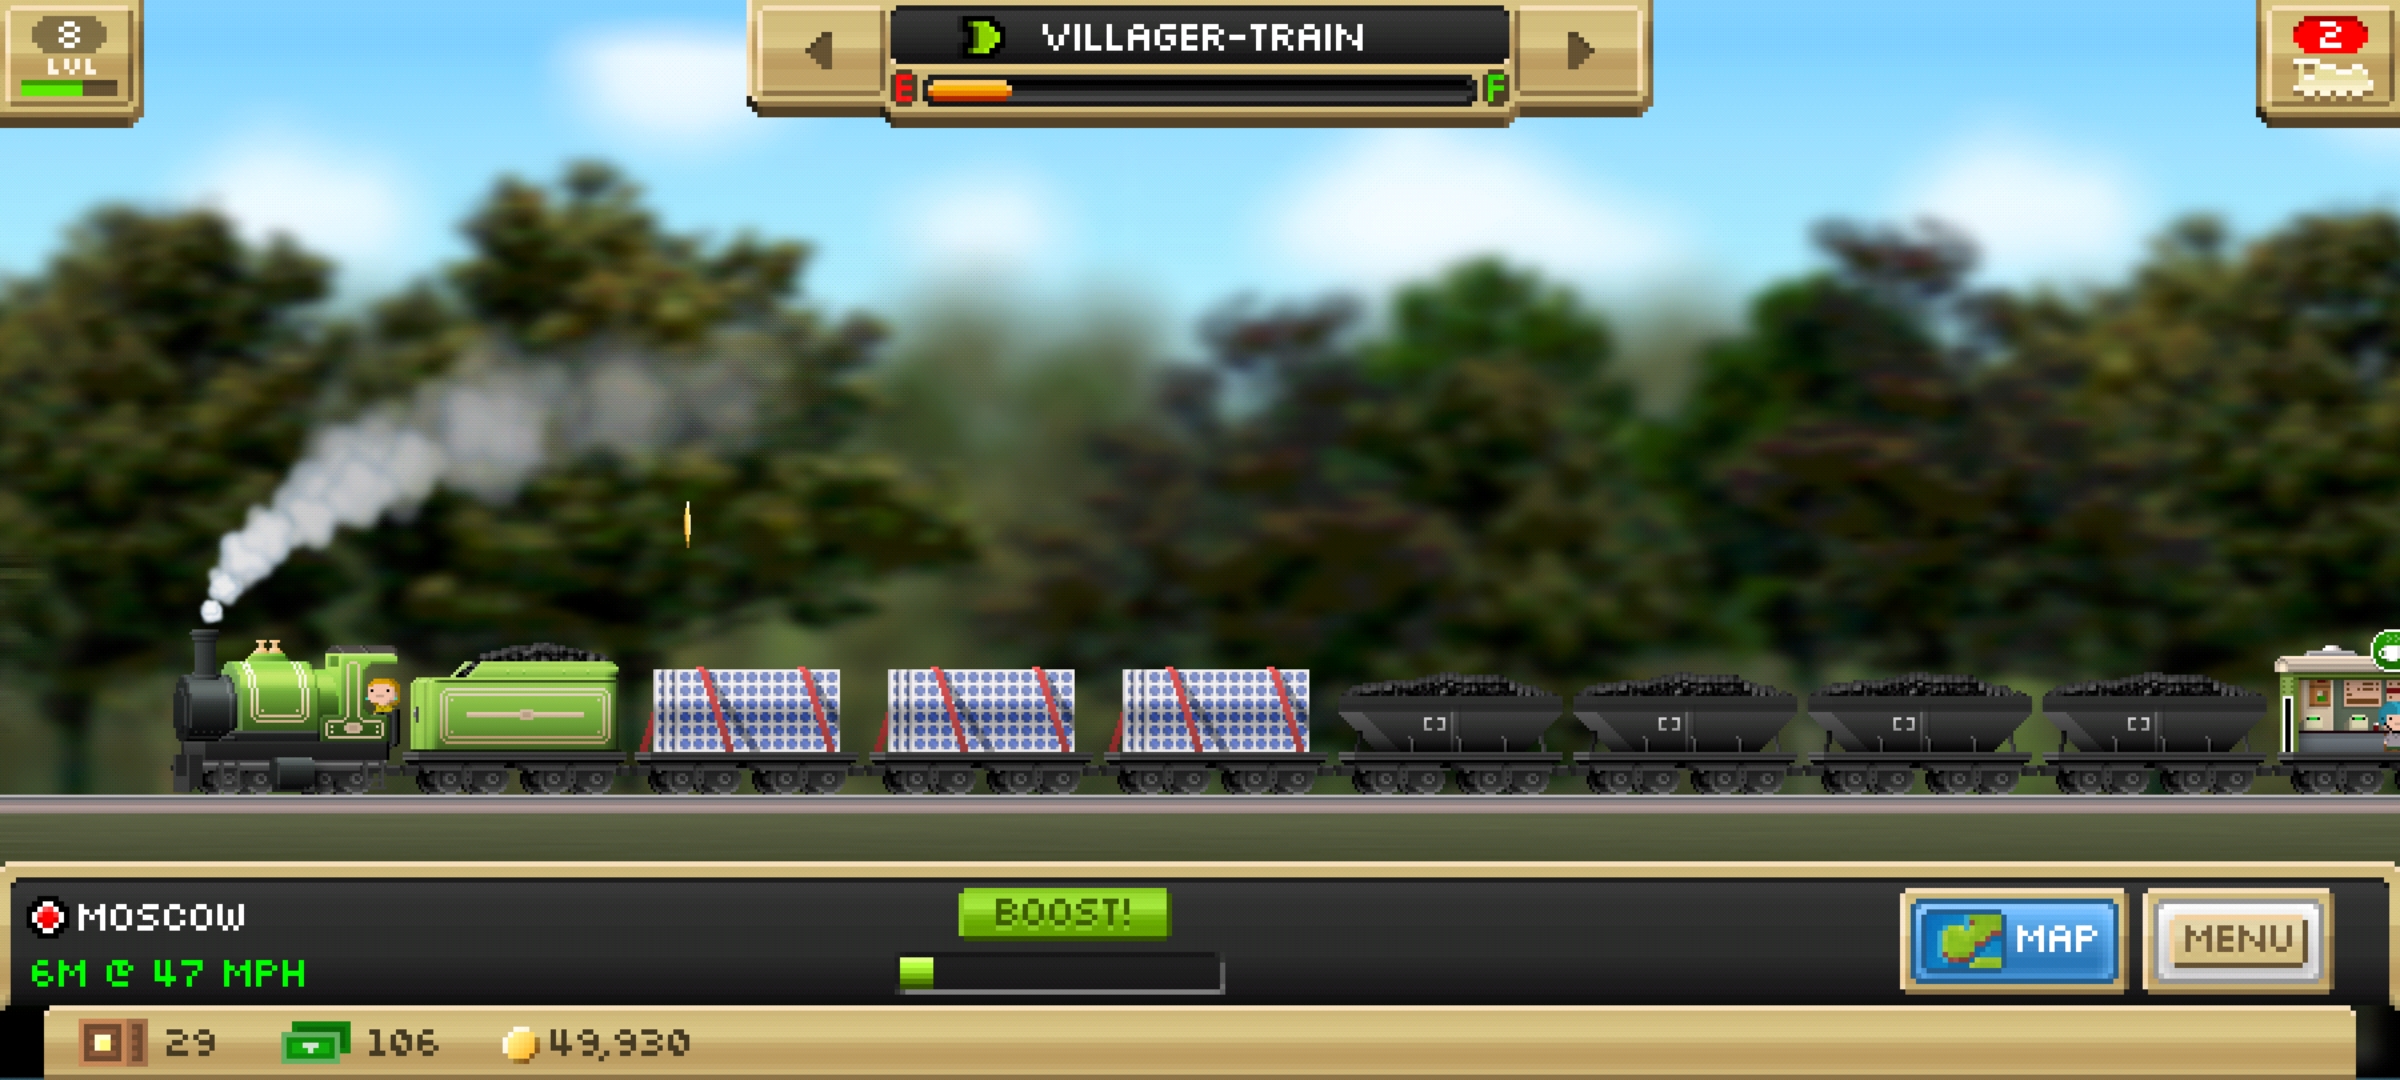 8
LVL
VILLAGER-TRAIN
E F
2
MOSCOW
6M @ 47 MPH
BOOST!
MAP
MENU
29
106
49,930